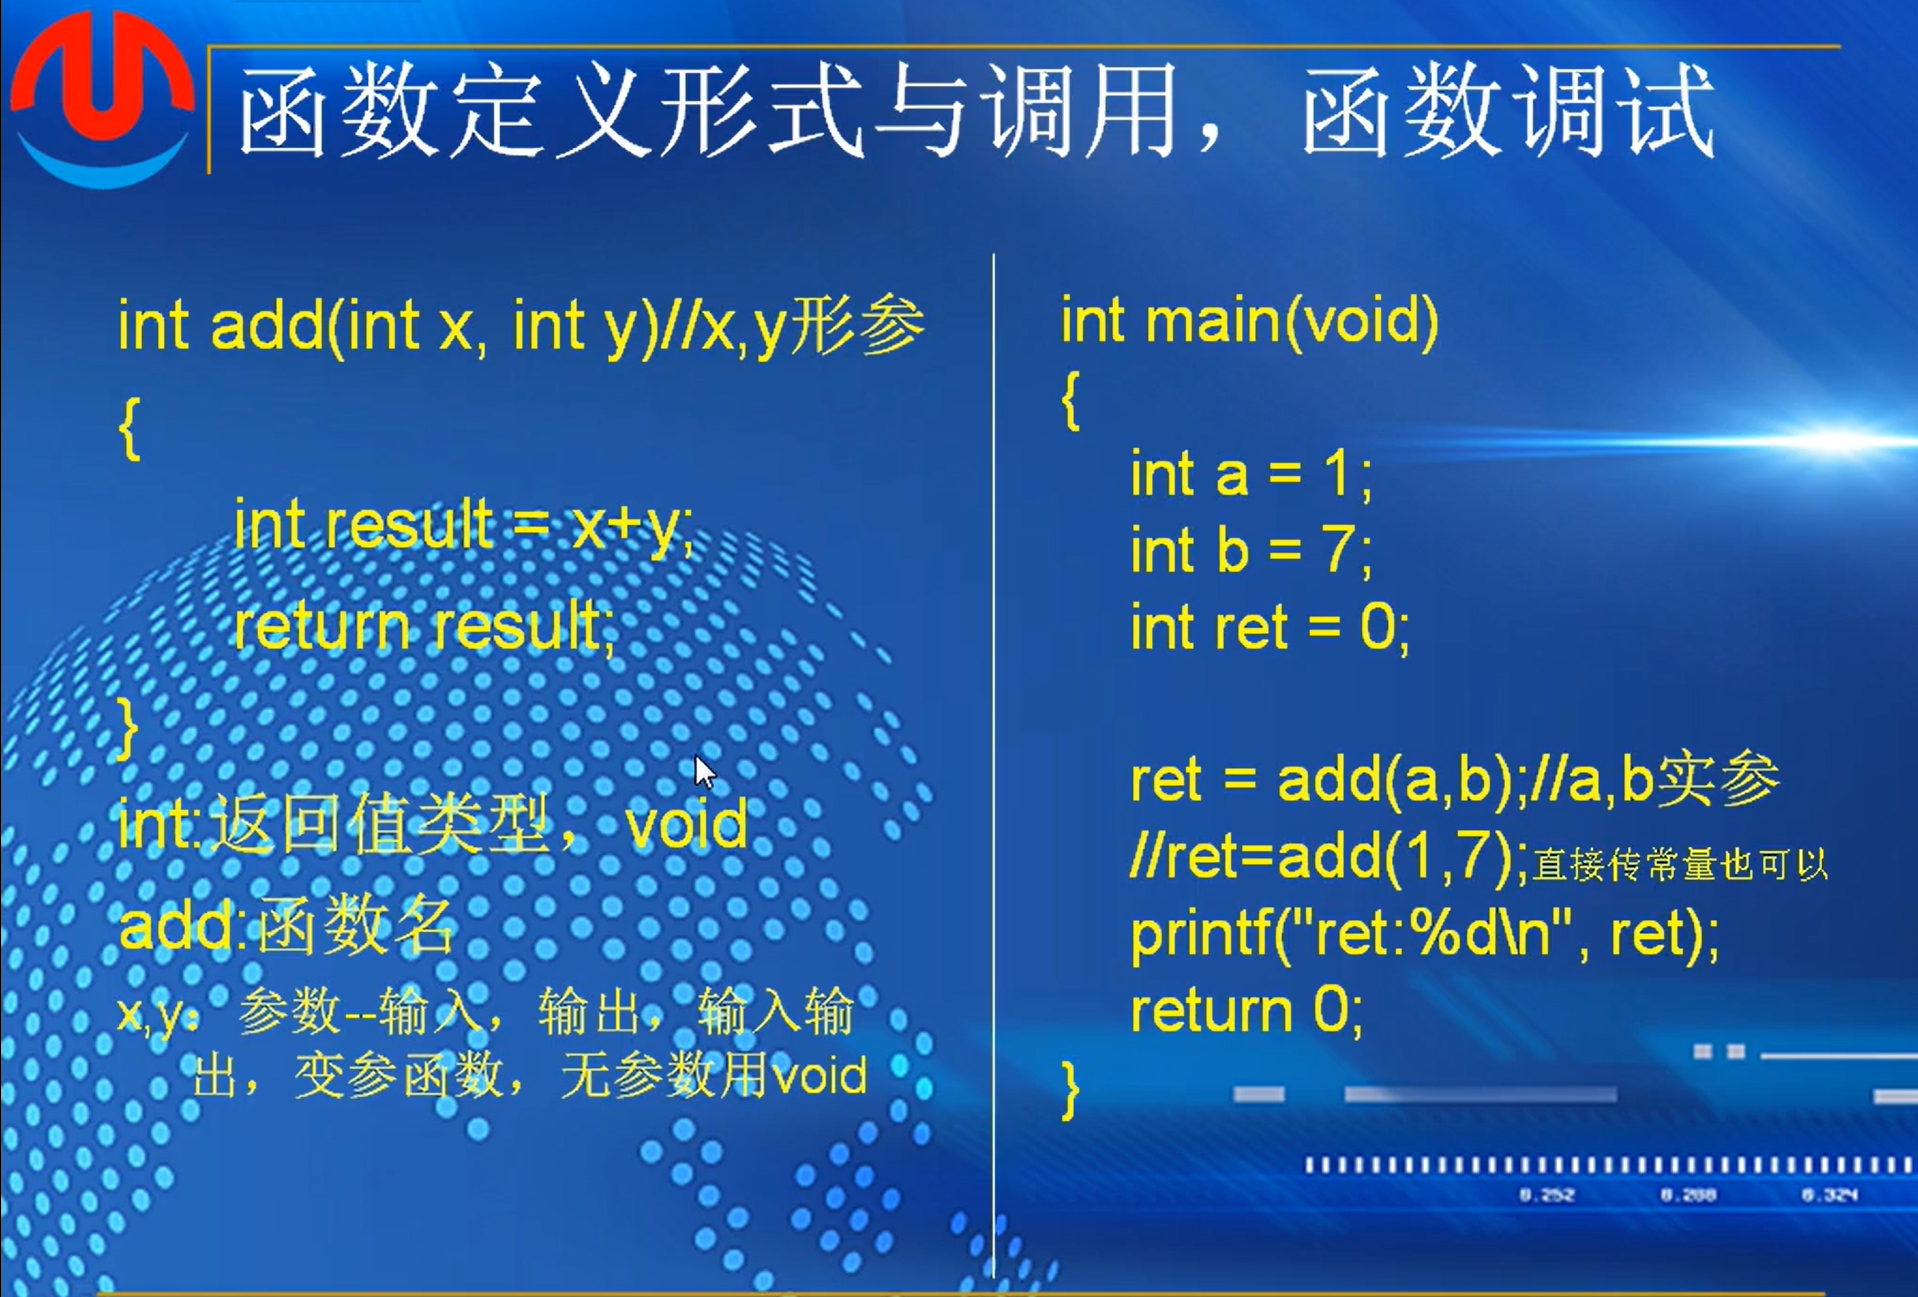 函数定义形式与调用，函数调试
int add(int x, int y)//x,y形参
{
int result = x+y;
return result;
}
int:返回值类型，void
add:函数名
x,y：参数--输入，输出，输入输
出，变参函数，无参数用void
int main(void)
{
int a = 1;
int b = 7;
int ret = 0;
ret = add(a,b);//a,b实参
//ret=add(1,7);直接传常量也可以
printf("ret:%d\n", ret);
return 0;
}
0.252 0.288 0.324